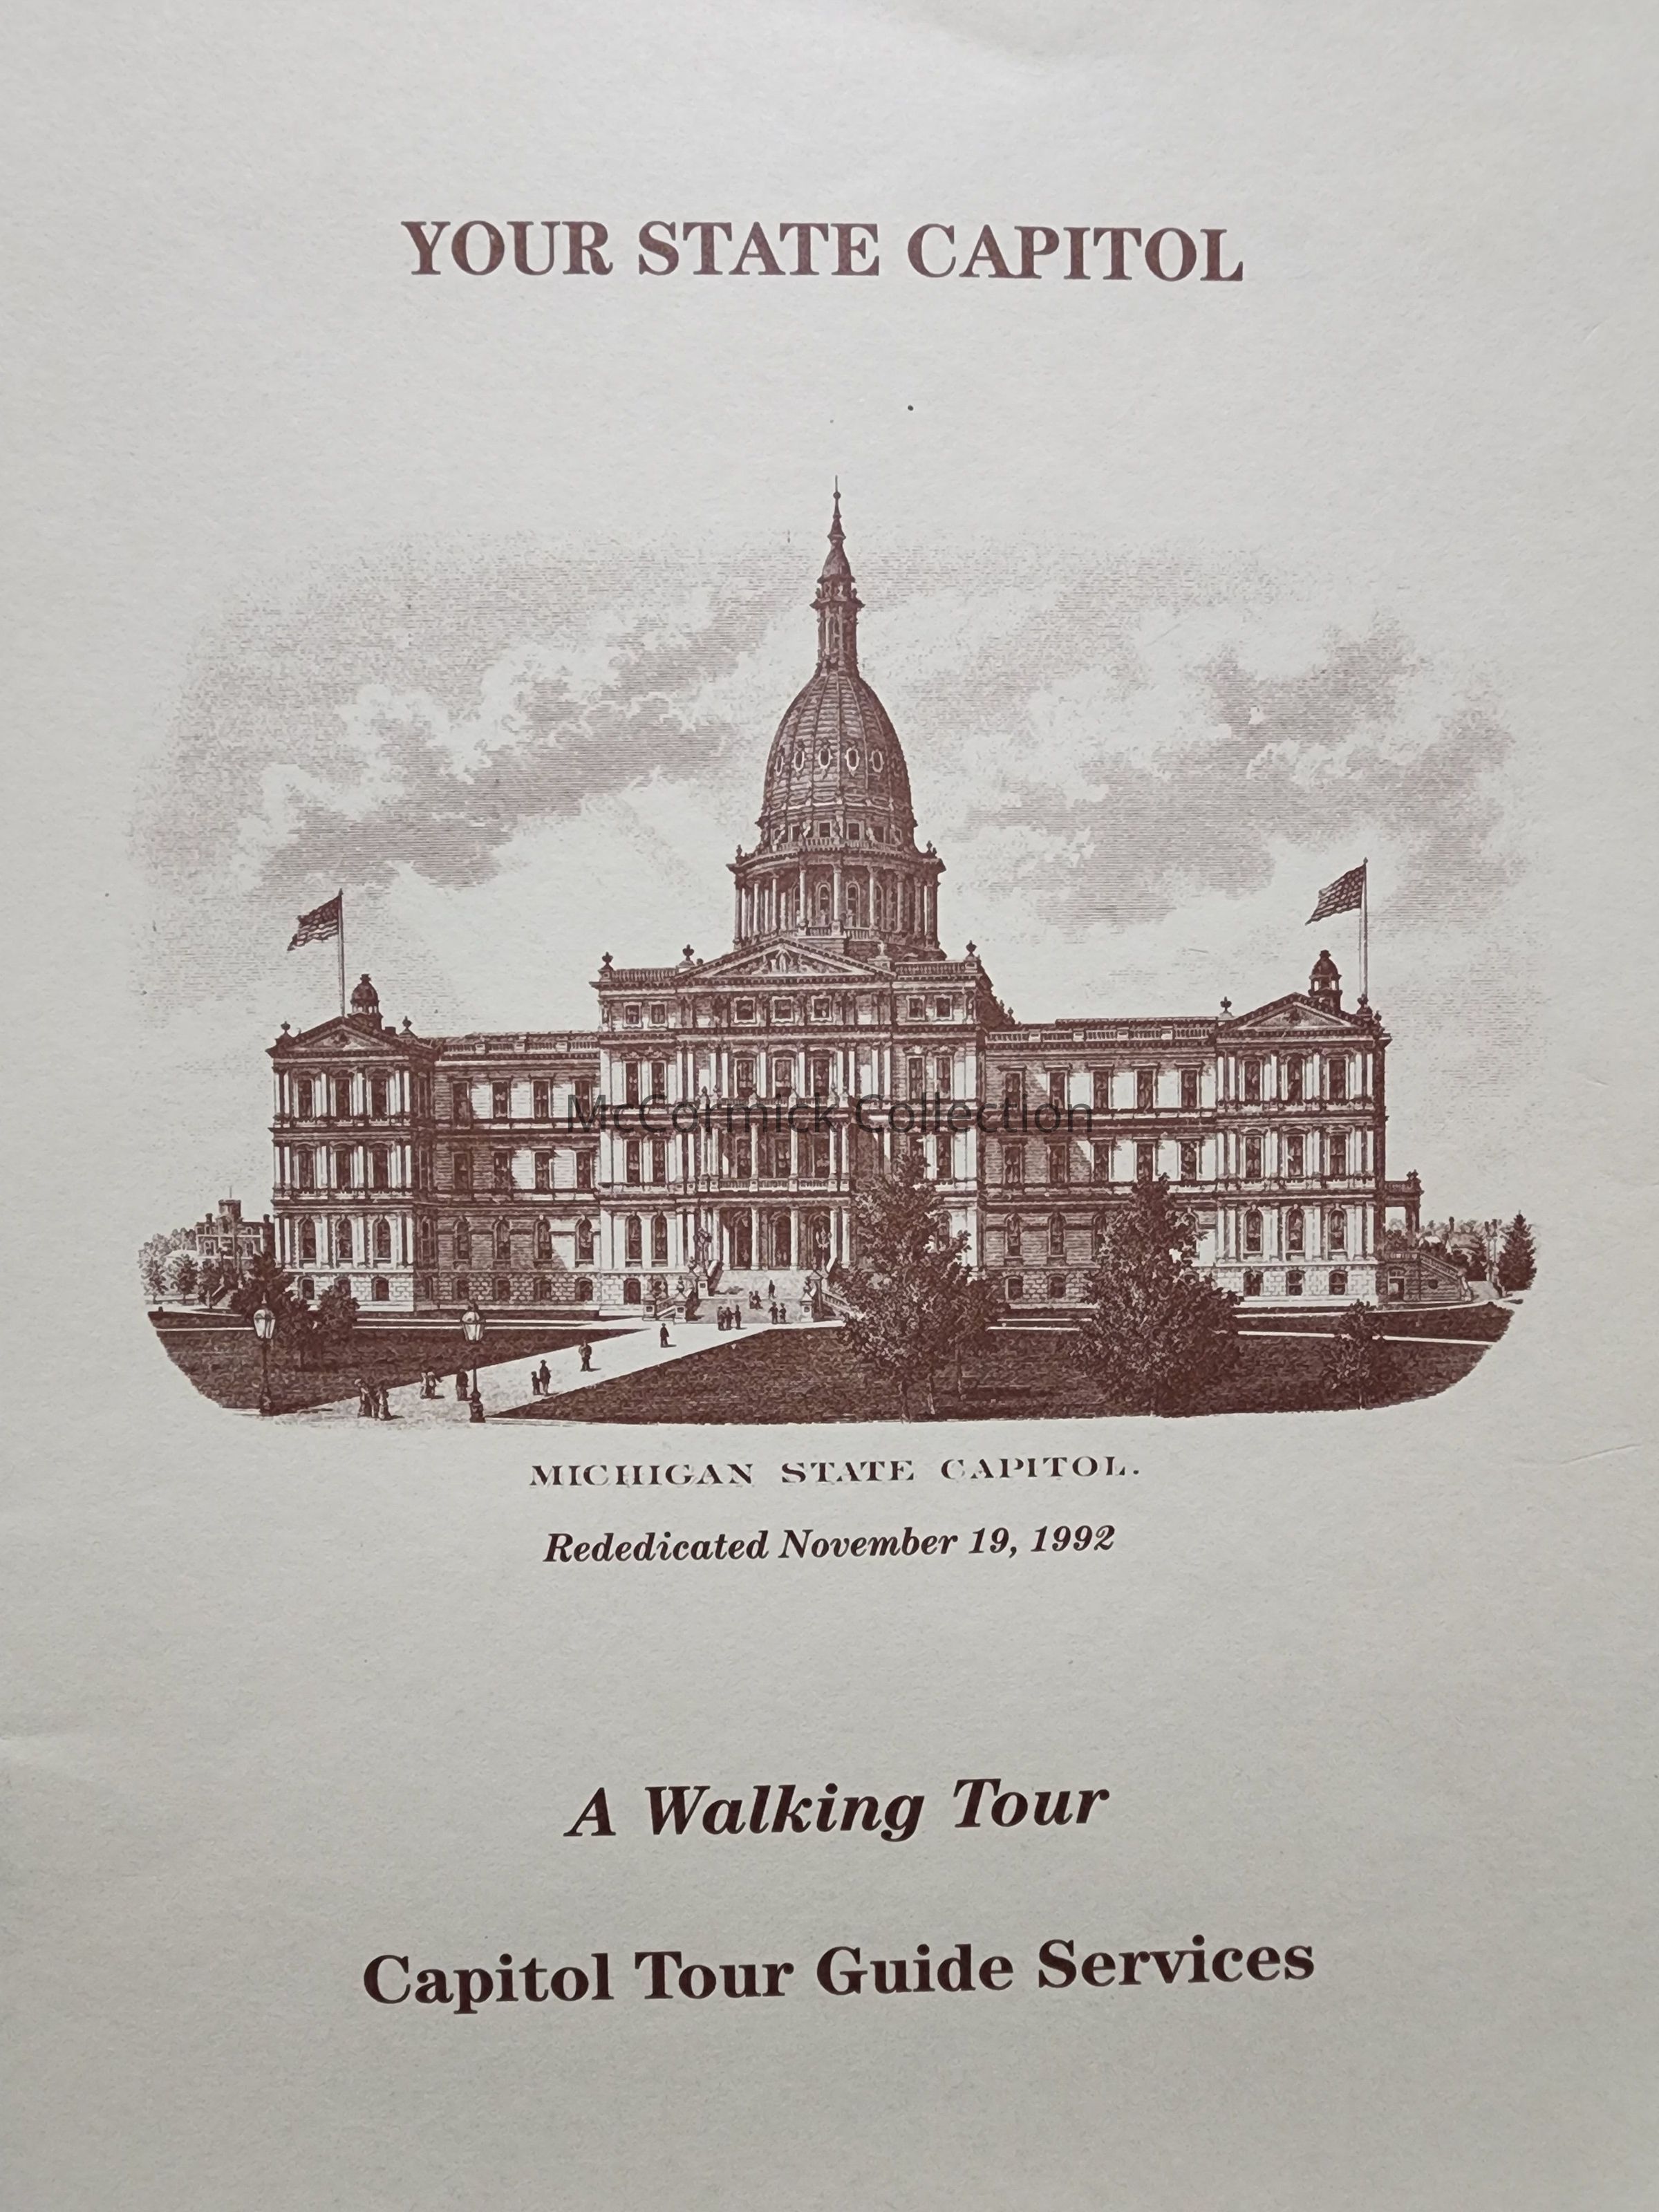 YOUR STATE CAPITOL
McCormick Collection
MICHIGAN STATE CAPITOL.
Rededicated November 19, 1992
A Walking Tour
Capitol Tour Guide Services